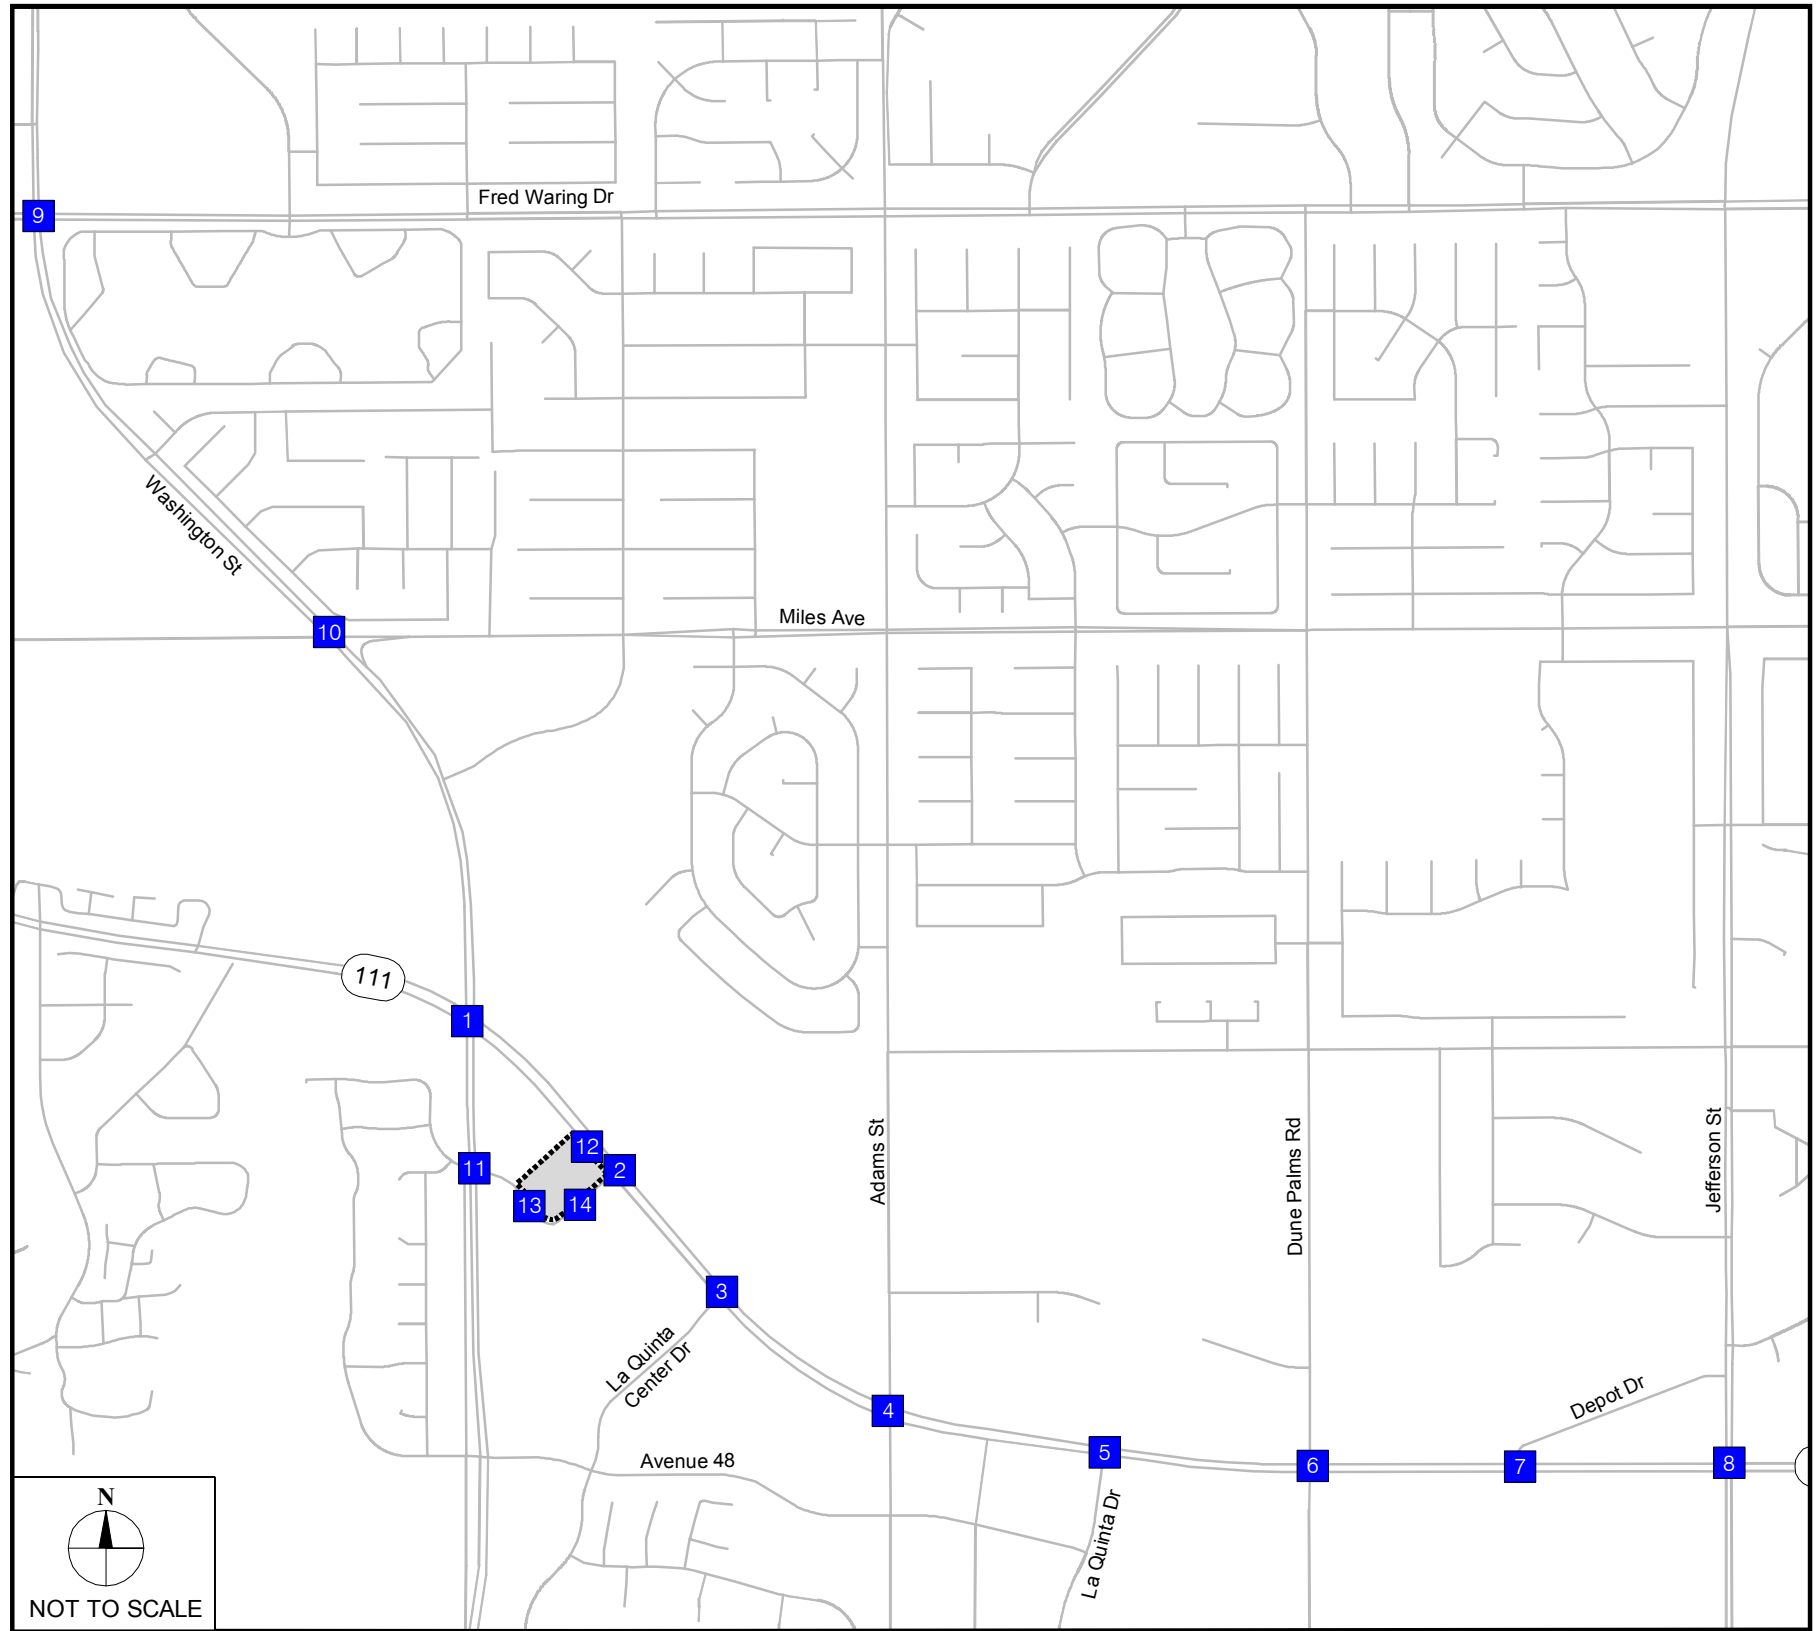 Fred Waring Dr
9
Washington St
10
Miles Ave
111
1
Adams St
Dune Palms Rd
Jefferson St
11
12
2
13
14
3
La Quinta
Center Dr
4
5
6
7
8
Depot Dr
Avenue 48
La Quinta Dr
N
NOT TO SCALE